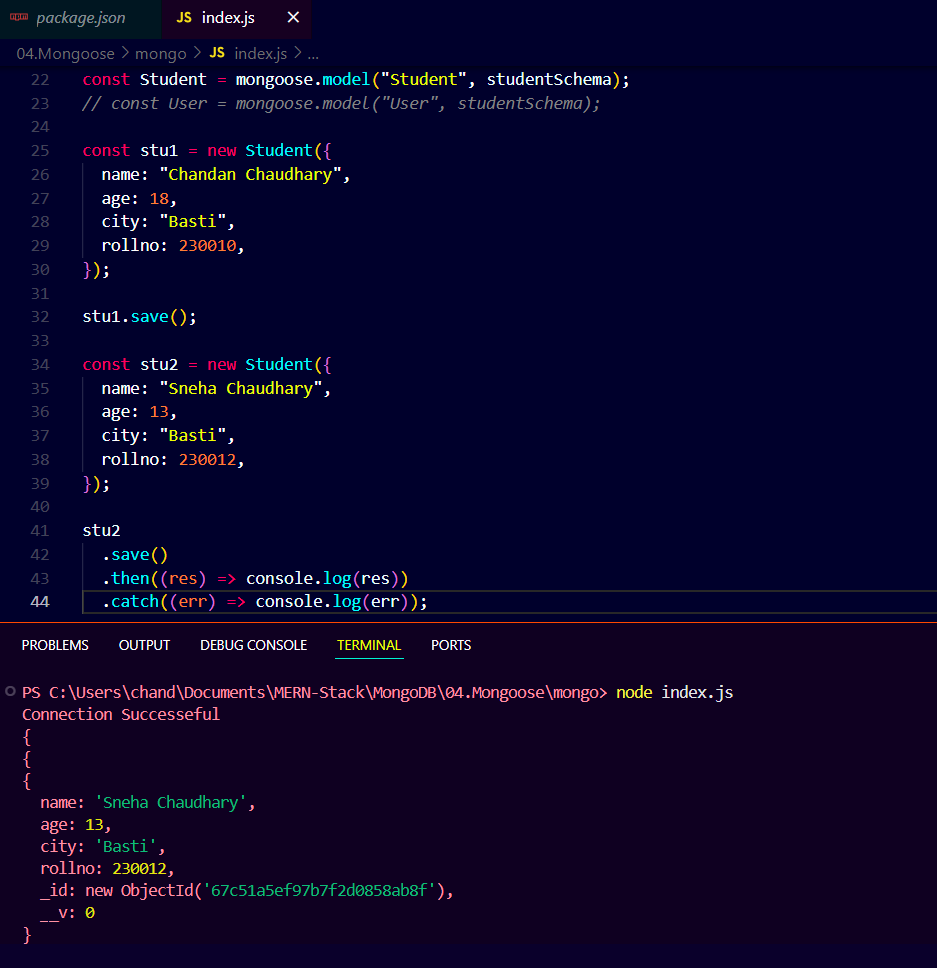 package.json JS index.js ×
04.Mongoose > mongo > JS index.js > ...
22 const Student = mongoose.model("Student", studentSchema);
23 // const User = mongoose.model("User", studentSchema);
24
25 const stu1 = new Student({
26 name: "Chandan Chaudhary",
27 age: 18,
28 city: "Basti",
29 rollno: 230010,
30 });
31
32 stu1.save();
33
34 const stu2 = new Student({
35 name: "Sneha Chaudhary",
36 age: 13,
37 city: "Basti",
38 rollno: 230012,
39 });
40
41 stu2
42 .save()
43 .then((res) => console.log(res))
44 .catch((err) => console.log(err));
PROBLEMS OUTPUT DEBUG CONSOLE TERMINAL PORTS
PS C:\Users\chand\Documents\MERN-Stack\MongoDB\04.Mongoose\mongo> node index.js
Connection Successeful
{
{
{
name: 'Sneha Chaudhary',
age: 13,
city: 'Basti',
rollno: 230012,
_id: new ObjectId('67c51a5ef97b7f2d0858ab8f'),
__v: 0
}